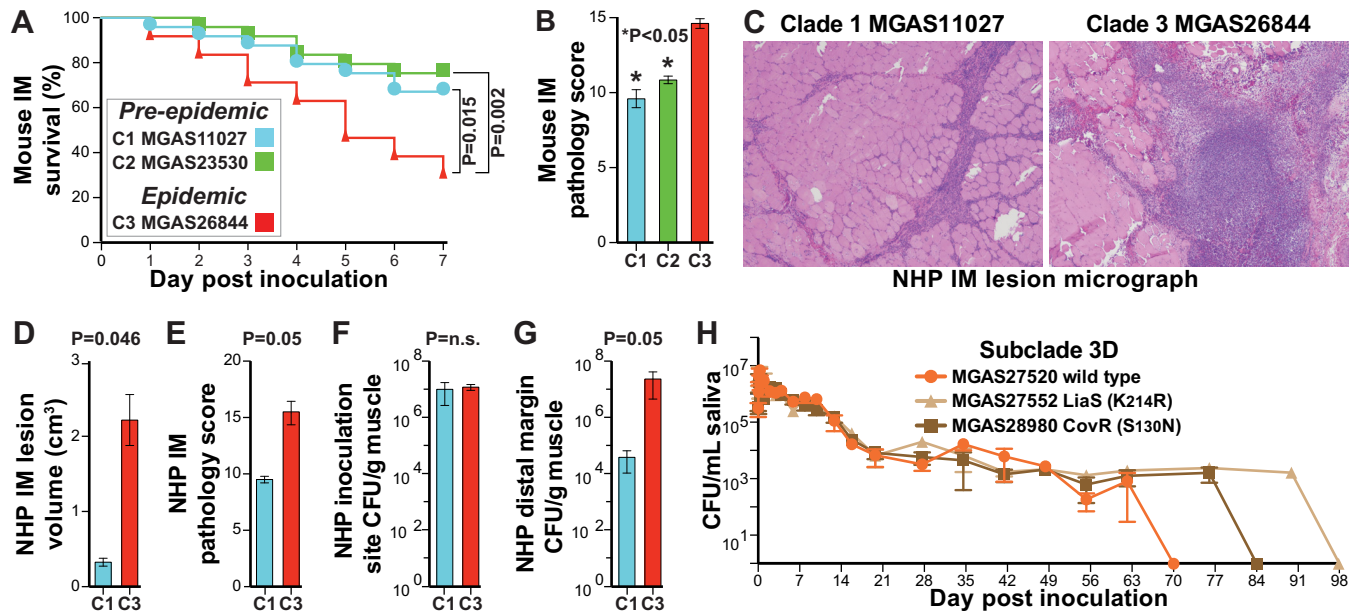 A
Mouse IM
survival (%)
100
80
60
40
20
0
0 1 2 3 4 5 6 7
Day post inoculation
Pre-epidemic
C1 MGAS11027
C2 MGAS23530
Epidemic
C3 MGAS26844
P=0.015
P=0.002
B
Mouse IM
pathology score
15
10
5
0
*P<0.05
*
*
C1 C2 C3
C
Clade 1 MGAS11027
Clade 3 MGAS26844
NHP IM lesion micrograph
D
P=0.046
NHP IM lesion
volume (cm3)
3
2
1
0
C1 C3
E
P=0.05
NHP IM
pathology score
20
15
10
5
0
C1 C3
F
P=n.s.
NHP inoculation
site CFU/g muscle
10 8
10 6
10 4
10 2
10 0
C1 C3
G
P=0.05
NHP distal margin
CFU/g muscle
10 8
10 6
10 4
10 2
10 0
C1 C3
H
Subclade 3D
MGAS27520 wild type
MGAS27552 LiaS (K214R)
MGAS28980 CovR (S130N)
CFU/mL saliva
10 7
10 5
10 3
10 1
0 7 14 21 28 35 42 49 56 63 70 77 84 91 98
Day post inoculation